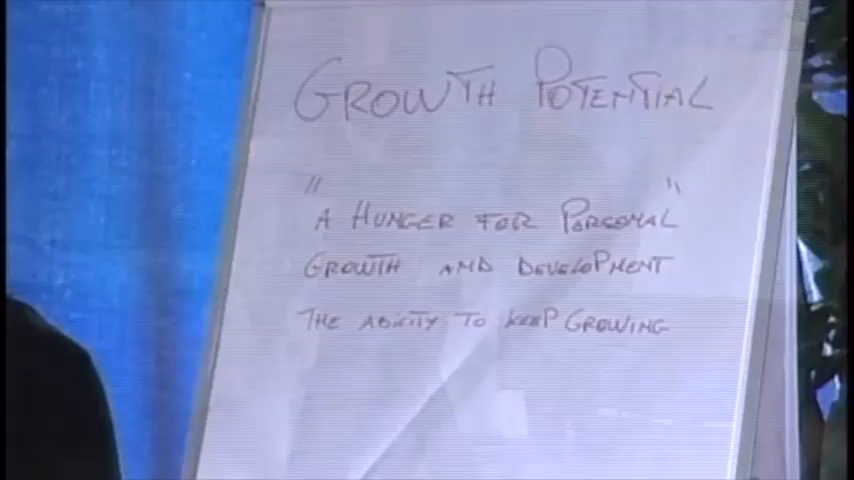 GROWTH POTENTIAL
" "
A HUNGER FOR PERSONAL
GROWTH AND DEVELOPMENT
THE ABILITY TO KEEP GROWING